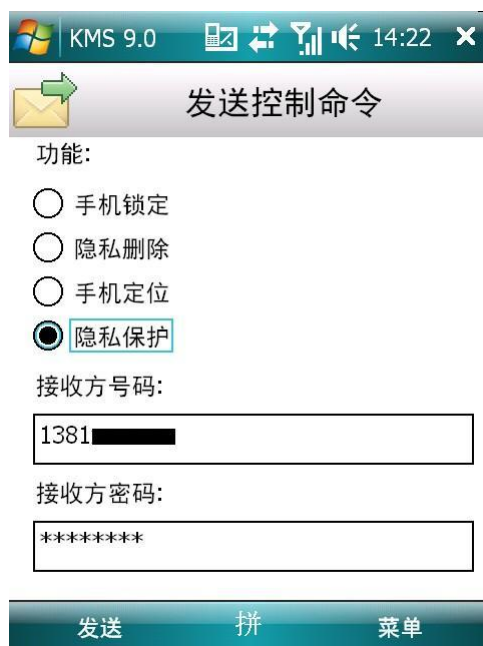 KMS 9.0 14:22
发送控制命令
功能:
手机锁定
隐私删除
手机定位
隐私保护
接收方号码:
1381
接收方密码:
********
发送 拼 菜单